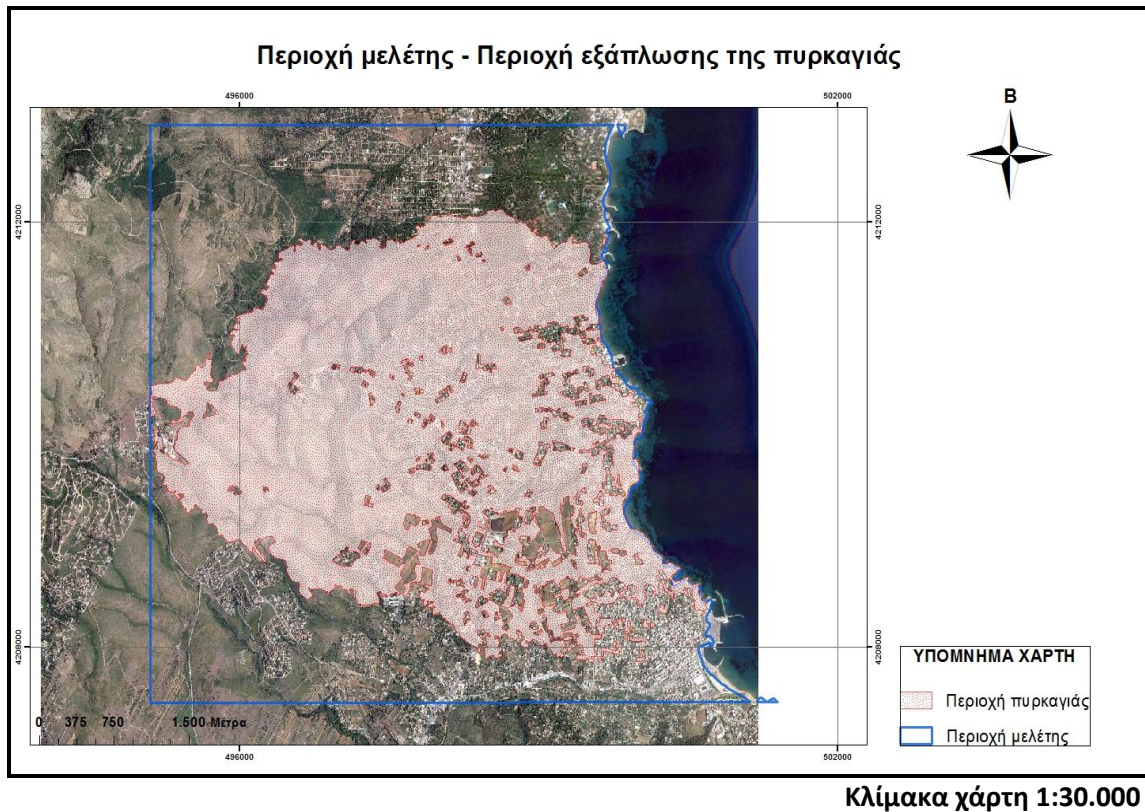 Περιοχή μελέτης - Περιοχή εξάπλωσης της πυρκαγιάς
496000 502000
Β
4212000 4212000
4208000 4208000
ΥΠΟΜΝΗΜΑ ΧΑΡΤΗ
Περιοχή πυρκαγιάς
Περιοχή μελέτης
0 375 750 1.500 Μέτρα
496000 502000
Κλίμακα χάρτη 1:30.000